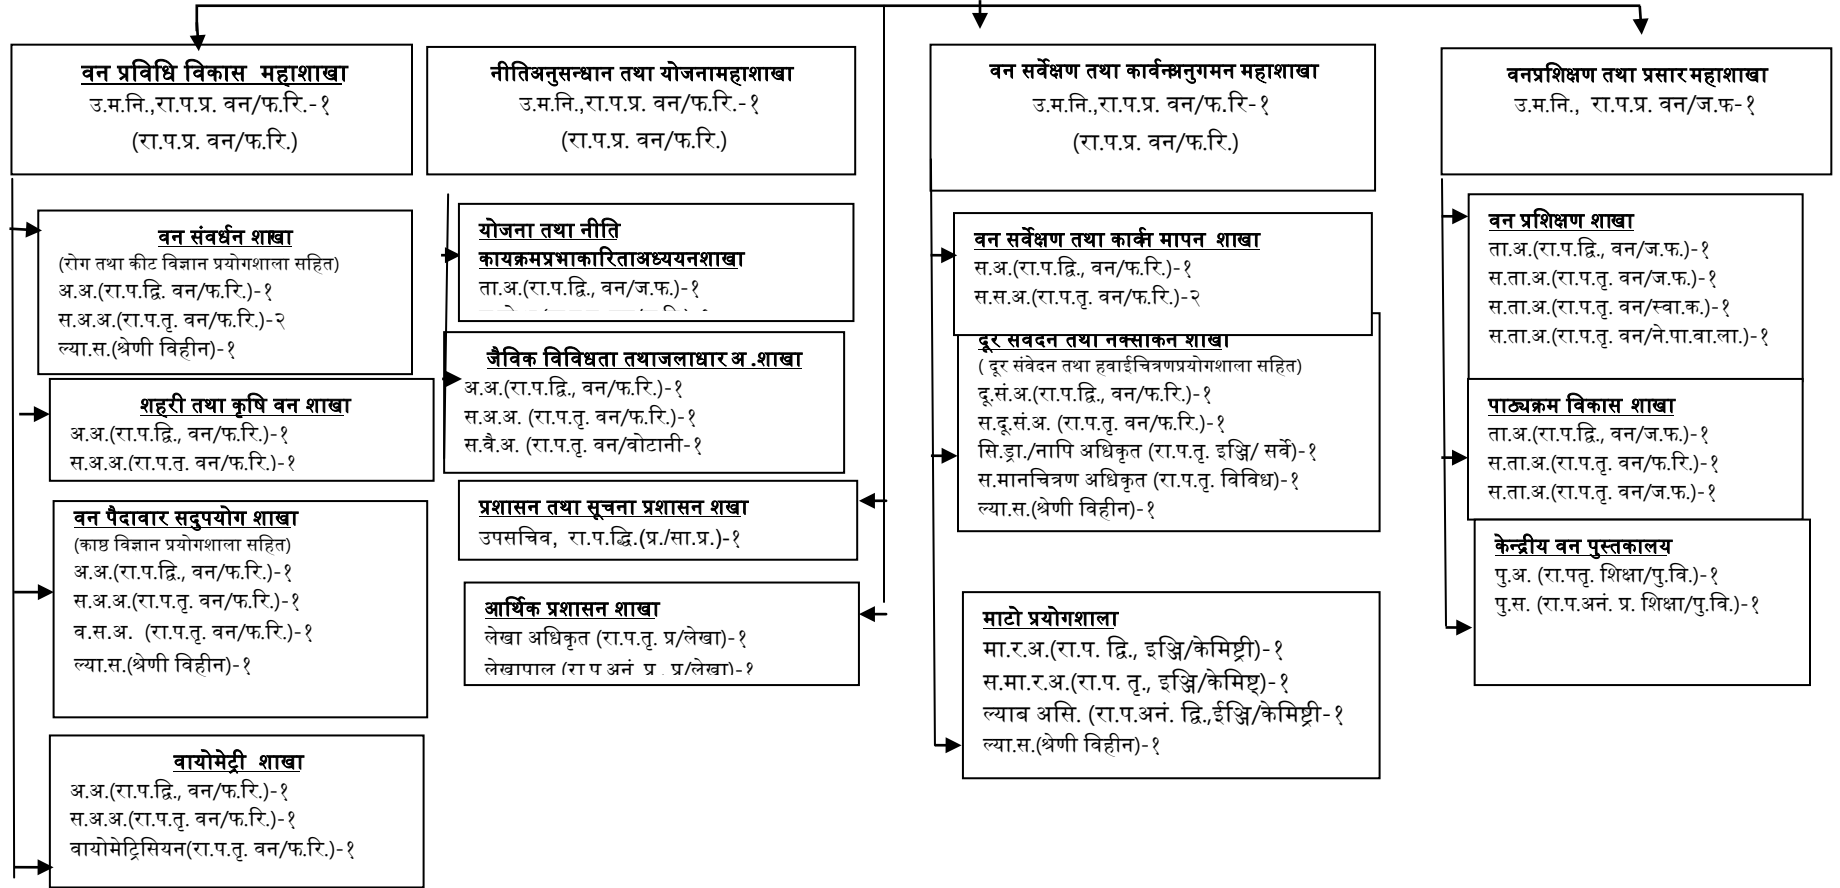 वन प्रविधि विकास महाशाखा
उ.म.नि.,रा.प.प्र. वन/फ.रि.-१
(रा.प.प्र. वन/फ.रि.)
नीतिअनुसन्धान तथा योजनामहाशाखा
उ.म.नि.,रा.प.प्र. वन/फ.रि.-१
(रा.प.प्र. वन/फ.रि.)
वन सर्वेक्षण तथा कार्वनअनुगमन महाशाखा
उ.म.नि.,रा.प.प्र. वन/फ.रि-१
(रा.प.प्र. वन/फ.रि.)
वनप्रशिक्षण तथा प्रसार महाशाखा
उ.म.नि., रा.प.प्र. वन/ज.फ-१
वन संवर्धन शाखा
(रोग तथा कीट विज्ञान प्रयोगशाला सहित)
अ.अ.(रा.प.द्वि. वन/फ.रि.)-१
स.अ.अ.(रा.प.तृ. वन/फ.रि.)-२
ल्या.स.(श्रेणी विहीन)-१
शहरी तथा कृषि वन शाखा
अ.अ.(रा.प.द्वि., वन/फ.रि.)-१
स.अ.अ.(रा.प.तृ. वन/फ.रि.)-१
वन पैदावार सदुपयोग शाखा
(काष्ठ विज्ञान प्रयोगशाला सहित)
अ.अ.(रा.प.द्वि., वन/फ.रि.)-१
स.अ.अ.(रा.प.तृ. वन/फ.रि.)-१
व.स.अ. (रा.प.तृ. वन/फ.रि.)-१
ल्या.स.(श्रेणी विहीन)-१
वायोमेट्री शाखा
अ.अ.(रा.प.द्वि., वन/फ.रि.)-१
स.अ.अ.(रा.प.तृ. वन/फ.रि.)-१
वायोमेट्रिसियन(रा.प.तृ. वन/फ.रि.)-१
योजना तथा नीति
कायक्रमप्रभाकारिताअध्ययनशाखा
ता.अ.(रा.प.द्वि., वन/ज.फ.)-१
जैविक विविधता तथाजलाधार अ .शाखा
अ.अ.(रा.प.द्वि., वन/फ.रि.)-१
स.अ.अ. (रा.प.तृ. वन/फ.रि.)-१
स.वै.अ. (रा.प.तृ. वन/वोटानी-१
प्रशासन तथा सूचना प्रशासन शखा
उपसचिव, रा.प.द्धि.(प्र./सा.प्र.)-१
आर्थिक प्रशासन शाखा
लेखा अधिकृत (रा.प.तृ. प्र/लेखा)-१
लेखापाल (रा.प.अनं. प्र . प्र/लेखा)-१
वन सर्वेक्षण तथा कार्वन मापन शाखा
स.अ.(रा.प.द्वि., वन/फ.रि.)-१
स.स.अ.(रा.प.तृ. वन/फ.रि.)-२
दूर संवेदन तथा नक्सांकन शाखा
( दूर संवेदन तथा हवाईचित्रणप्रयोगशाला सहित)
दू.सं.अ.(रा.प.द्वि., वन/फ.रि.)-१
स.दू.सं.अ. (रा.प.तृ. वन/फ.रि.)-१
सि.ड्रा./नापि अधिकृत (रा.प.तृ. इञ्जि/ सर्वे)-१
स.मानचित्रण अधिकृत (रा.प.तृ. विविध)-१
ल्या.स.(श्रेणी विहीन)-१
माटो प्रयोगशाला
मा.र.अ.(रा.प. द्वि., इञ्जि/केमिष्ट्री)-१
स.मा.र.अ.(रा.प. तृ., इञ्जि/केमिष्ट्)-१
ल्याब असि. (रा.प.अनं. द्वि.,ईञ्जि/केमिष्ट्री-१
ल्या.स.(श्रेणी विहीन)-१
वन प्रशिक्षण शाखा
ता.अ.(रा.प.द्वि., वन/ज.फ.)-१
स.ता.अ.(रा.प.तृ. वन/ज.फ.)-१
स.ता.अ.(रा.प.तृ. वन/स्वा.क.)-१
स.ता.अ.(रा.प.तृ. वन/ने.पा.वा.ला.)-१
पाठ्यक्रम विकास शाखा
ता.अ.(रा.प.द्वि., वन/ज.फ.)-१
स.ता.अ.(रा.प.तृ. वन/फ.रि.)-१
स.ता.अ.(रा.प.तृ. वन/ज.फ.)-१
केन्द्रीय वन पुस्तकालय
पु.अ. (रा.पतृ. शिक्षा/पु.वि.)-१
पु.स. (रा.प.अनं. प्र. शिक्षा/पु.वि.)-१